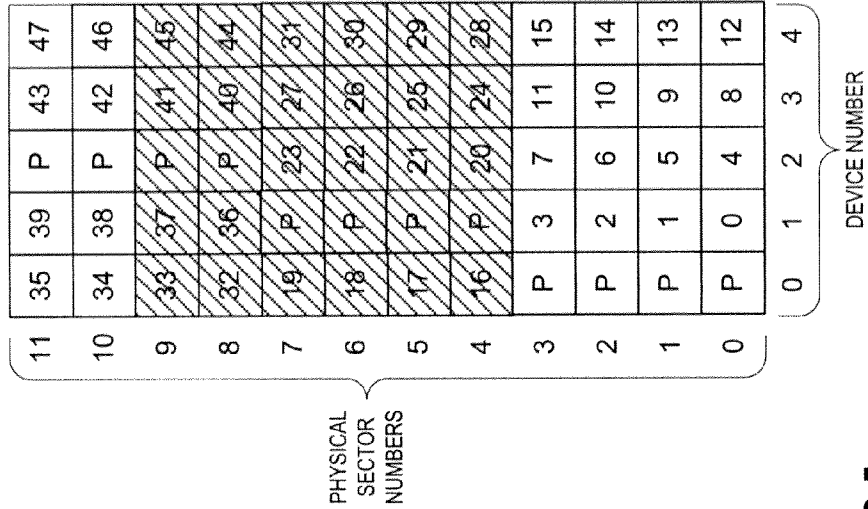 11 35 39 P 43 47
10 34 38 P 42 46
9 33 37 P 41 45
8 32 36 P 40 44
7 19 P 23 27 31
6 18 P 22 26 30
5 17 P 21 25 29
4 16 P 20 24 28
3 P 3 7 11 15
2 P 2 6 10 14
1 P 1 5 9 13
0 P 0 4 8 12
0 1 2 3 4
PHYSICAL
SECTOR
NUMBERS
DEVICE NUMBER